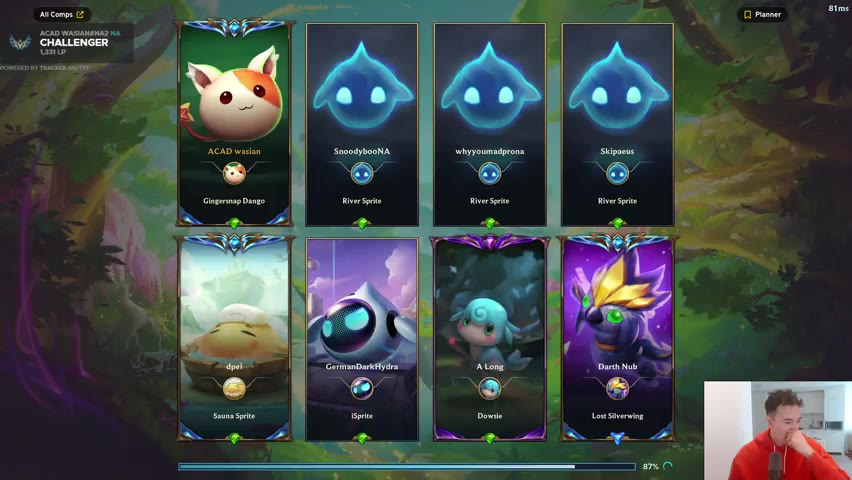 All Comps
Planner
81ms
ACAD WASIAN#NA2 NA
CHALLENGER
1,331 LP
POWERED BY TRACKER.GG/TFT
ACAD wasian
Gingersnap Dango
SnoodybooNA
River Sprite
whyyoumadprona
River Sprite
Skipaeus
River Sprite
dpei
Sauna Sprite
GermanDarkHydra
iSprite
A Long
Dowsie
Darth Nub
Lost Silverwing
87%